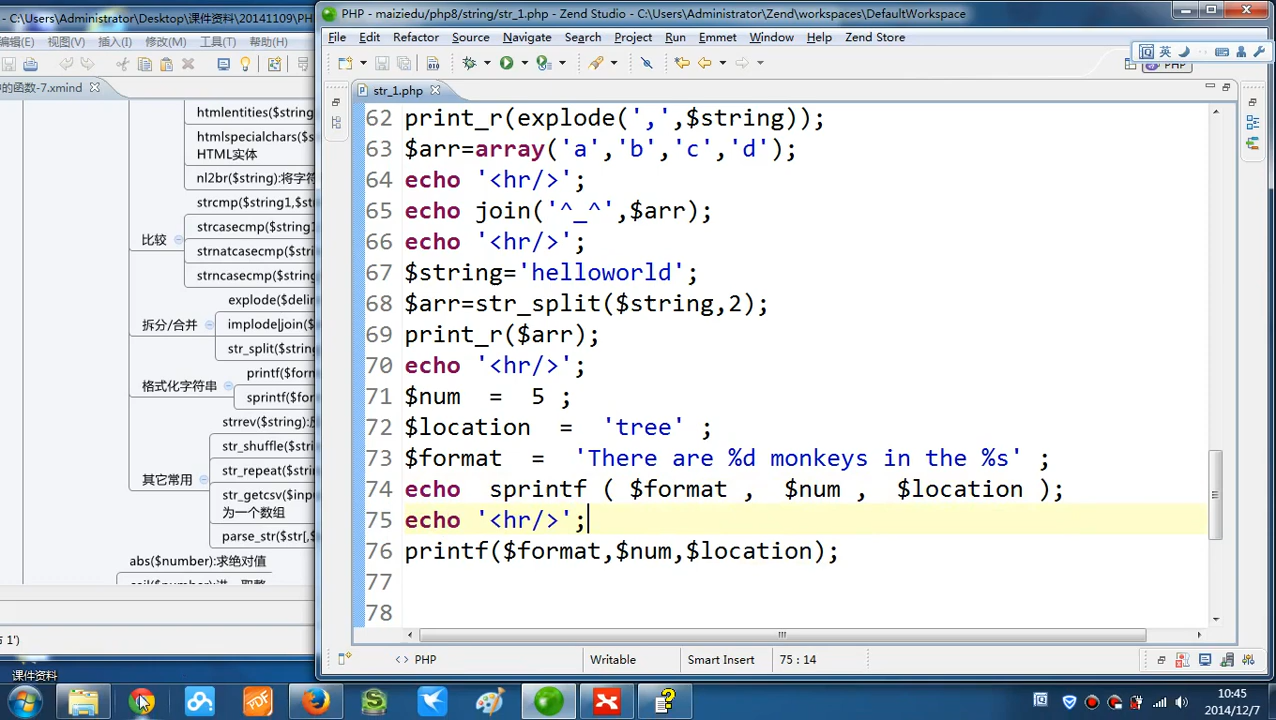 :\Administrator\Desktop\课件资料\20141109\中
编辑(E) 视图(V) 插入(I) 修改(M) 工具(T) 帮助(H)
中的函数-7.xmind
htmlentities($string)
htmlspecialchars($s
HTML实体
nl2br($string):将字符
strcmp($string1,$s
比较
strcasecmp($string1
strnatcasecmp($stri
strncasecmp($string
explode($delin
拆分/合并
implode|join($
str_split($string
printf($form
格式化字符串
sprintf($for
strrev($string):
str_shuffle($str
其它常用
str_repeat($str
str_getcsv($inp
为一个数组
parse_str($str[,
abs($number):求绝对值
节 1')
PHP - maiziedu/php8/string/str_1.php - Zend Studio - C:\Users\Administrator\Zend\workspaces\DefaultWorkspace
File Edit Refactor Source Navigate Search Project Run Emmet Window Help Zend Store
英
PHP
str_1.php
62 print_r(explode(',',$string));
63 $arr=array('a','b','c','d');
64 echo '<hr/>';
65 echo join('^_^',$arr);
66 echo '<hr/>';
67 $string='helloworld';
68 $arr=str_split($string,2);
69 print_r($arr);
70 echo '<hr/>';
71 $num = 5 ;
72 $location = 'tree' ;
73 $format = 'There are %d monkeys in the %s' ;
74 echo sprintf ( $format , $num , $location );
75 echo '<hr/>';
76 printf($format,$num,$location);
77
78
PHP Writable Smart Insert 75 : 14
课件资料
PDF
10:45
2014/12/7